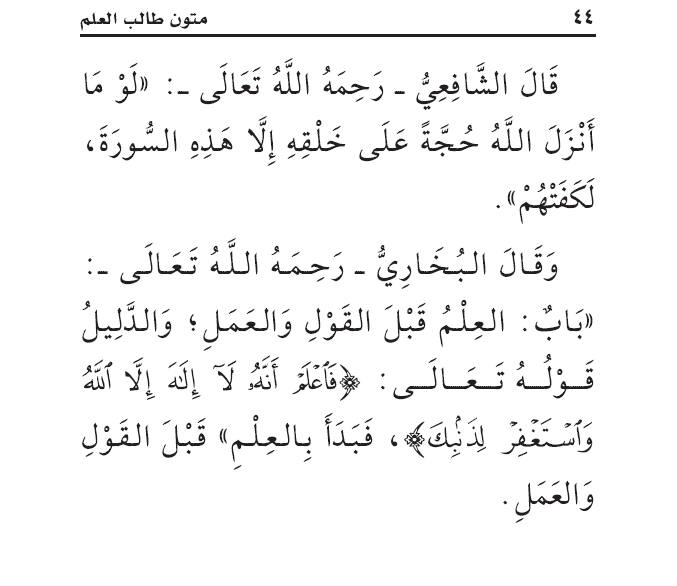 ٤٤ متون طالب العلم
قَالَ الشَّافِعِيُّ ـ رَحِمَهُ اللَّهُ تَعَالَى ـ: «لَوْ مَا
أَنْزَلَ اللَّهُ حُجَّةً عَلَى خَلْقِهِ إِلَّا هَذِهِ السُّورَةَ،
لَكَفَتْهُمْ».
وَقَالَ البُخَارِيُّ ـ رَحِمَهُ اللَّهُ تَعَالَى ـ:
«بَابٌ: العِلْمُ قَبْلَ القَوْلِ وَالعَمَلِ؛ وَالدَّلِيلُ
قَوْلُهُ تَعَالَى: ﴿فَٱعۡلَمۡ أَنَّهُۥ لَآ إِلَٰهَ إِلَّا ٱللَّهُ
وَٱسۡتَغۡفِرۡ لِذَنۢبِكَ﴾، فَبَدَأَ بِالعِلْمِ» قَبْلَ القَوْلِ
وَالعَمَلِ.